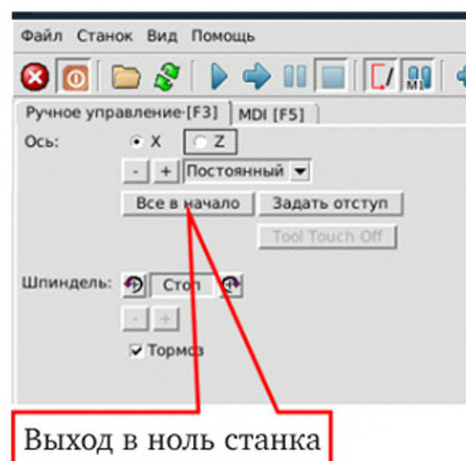 Файл Станок Вид Помощь
M1
Ручное управление-[F3] MDI [F5]
Ось: X Z
- + Постоянный
Все в начало Задать отступ
Tool Touch Off
Шпиндель: Стоп
- +
Тормоз
Выход в ноль станка